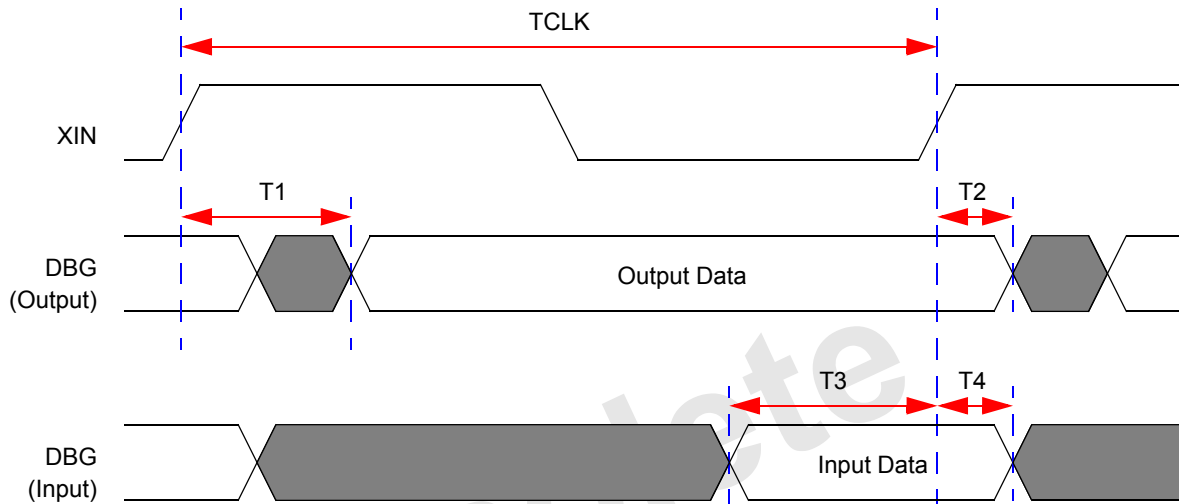 TCLK
XIN
T1
T2
DBG
(Output)
Output Data
T3
T4
DBG
(Input)
Input Data